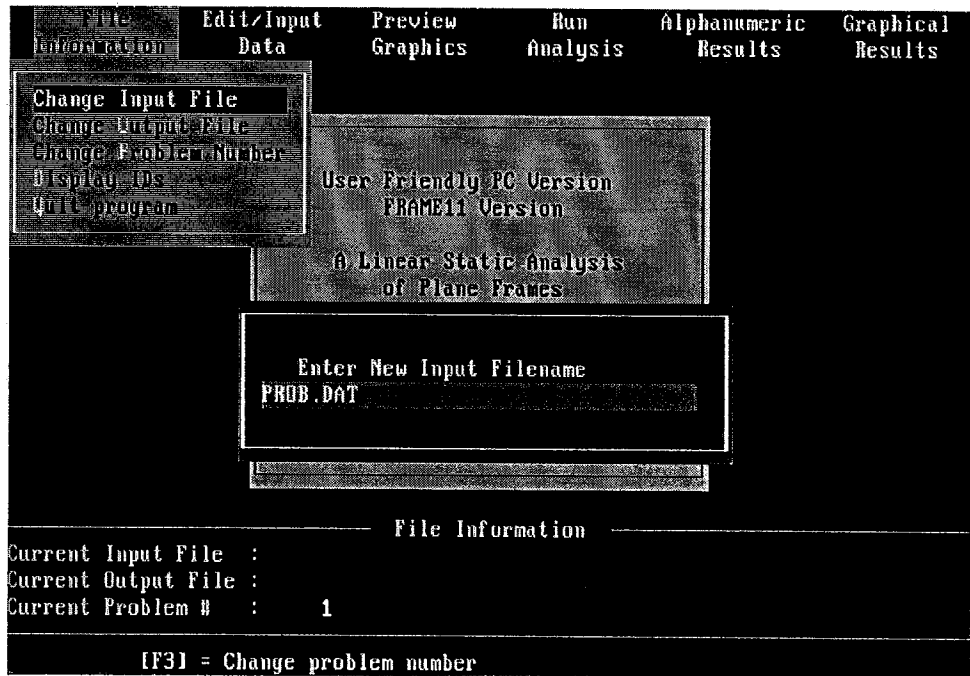 File Edit/Input Preview Run Alphanumeric Graphical
Information Data Graphics Analysis Results Results
Change Input File
Change Output File
Change Problem Number
Display IDs
Quit program
User Friendly PC Version
FRAME11 Version
A Linear Static Analysis
of Plane Frames
Enter New Input Filename
PROB.DAT
File Information
Current Input File :
Current Output File :
Current Problem # : 1
[F3] = Change problem number